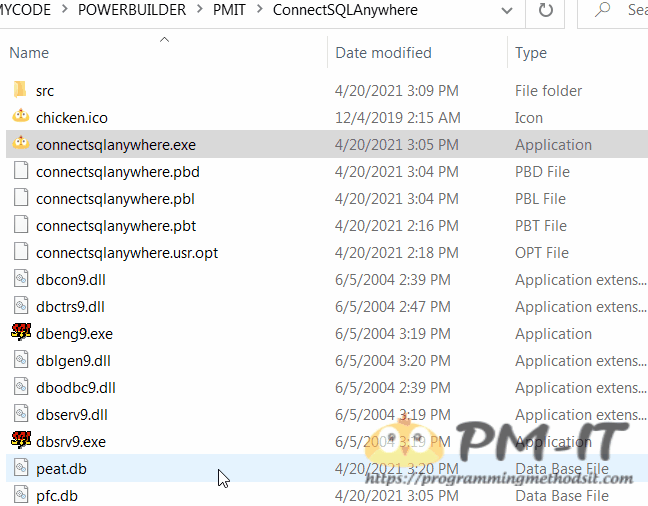 MYCODE > POWERBUILDER > PMIT > ConnectSQLAnywhere Sea
Name Date modified Type
src 4/20/2021 3:09 PM File folder
chicken.ico 12/4/2019 2:15 AM Icon
connectsqlanywhere.exe 4/20/2021 3:05 PM Application
connectsqlanywhere.pbd 4/20/2021 3:04 PM PBD File
connectsqlanywhere.pbl 4/20/2021 3:04 PM PBL File
connectsqlanywhere.pbt 4/20/2021 2:16 PM PBT File
connectsqlanywhere.usr.opt 4/20/2021 2:18 PM OPT File
dbcon9.dll 6/5/2004 2:39 PM Application extens...
dbctrs9.dll 6/5/2004 2:47 PM Application extens...
dbeng9.exe 6/5/2004 3:19 PM Application
dblgen9.dll 6/5/2004 3:20 PM Application extens...
dbodbc9.dll 6/5/2004 2:39 PM Application extens...
dbserv9.dll 6/5/2004 3:19 PM Application extens...
dbsrv9.exe 6/5/2004 3:19 PM Application
PM-IT
peat.db 4/20/2021 3:20 PM Data Base File
https://programmingmethodsit.com
pfc.db 4/20/2021 3:05 PM Data Base File